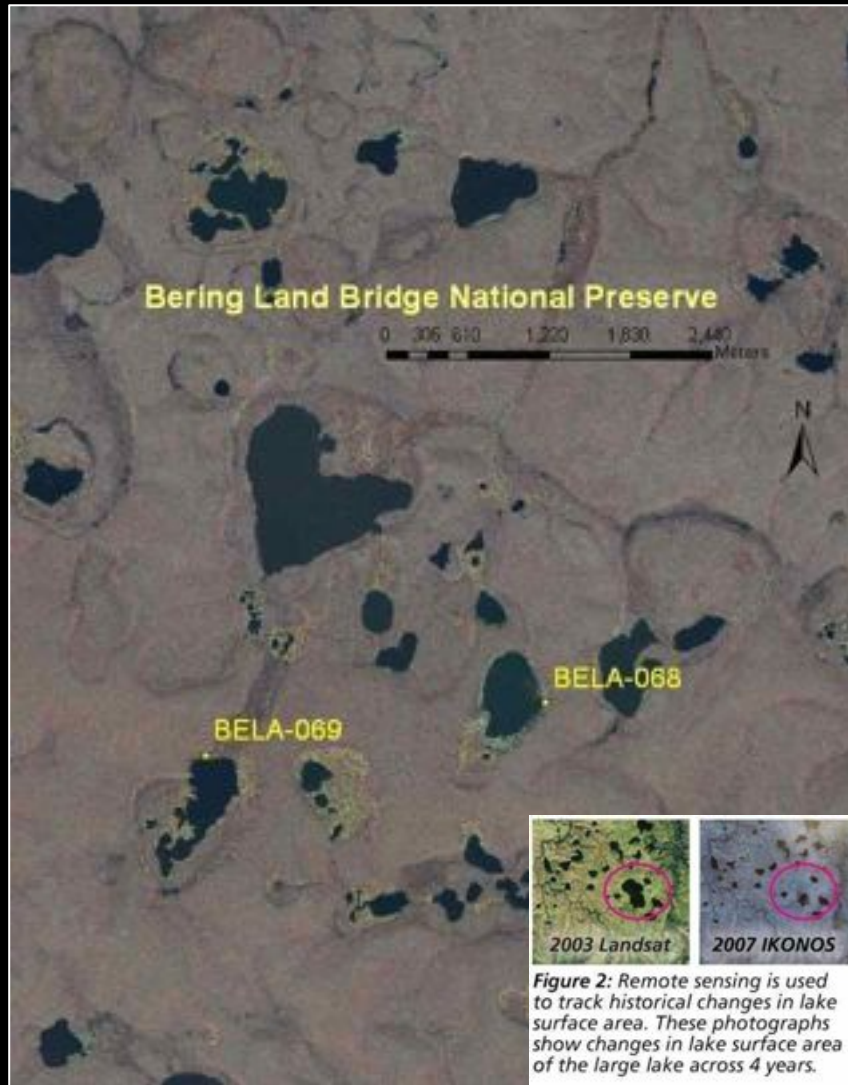 Bering Land Bridge National Preserve
0 305 610 1,220 1,830 2,440
Meters
N
BELA-068
BELA-069
2003 Landsat
2007 IKONOS
Figure 2: Remote sensing is used
to track historical changes in lake
surface area. These photographs
show changes in lake surface area
of the large lake across 4 years.